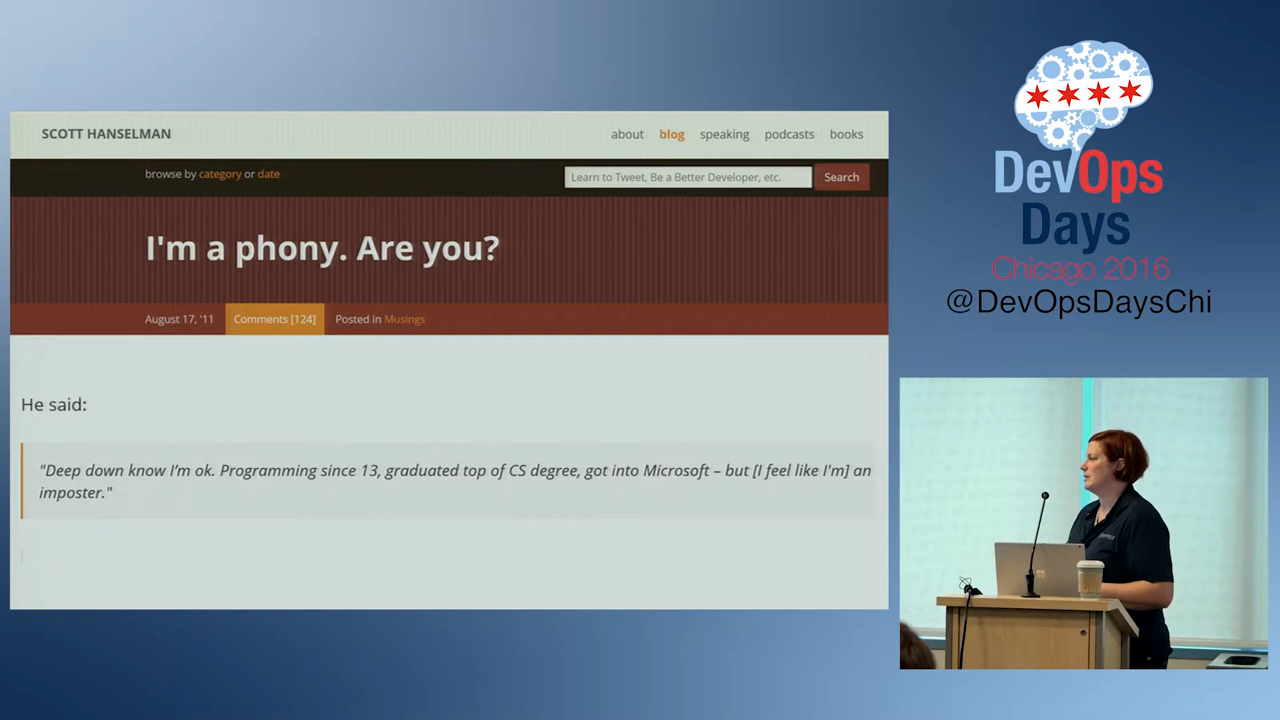 SCOTT HANSELMAN
about blog speaking podcasts books
browse by category or date
Learn to Tweet, Be a Better Developer, etc.
Search
I'm a phony. Are you?
August 17, '11 Comments [124] Posted in Musings
He said:
"Deep down know I'm ok. Programming since 13, graduated top of CS degree, got into Microsoft – but [I feel like I'm] an
imposter."
DevOps
Days
Chicago 2016
@DevOpsDaysChi